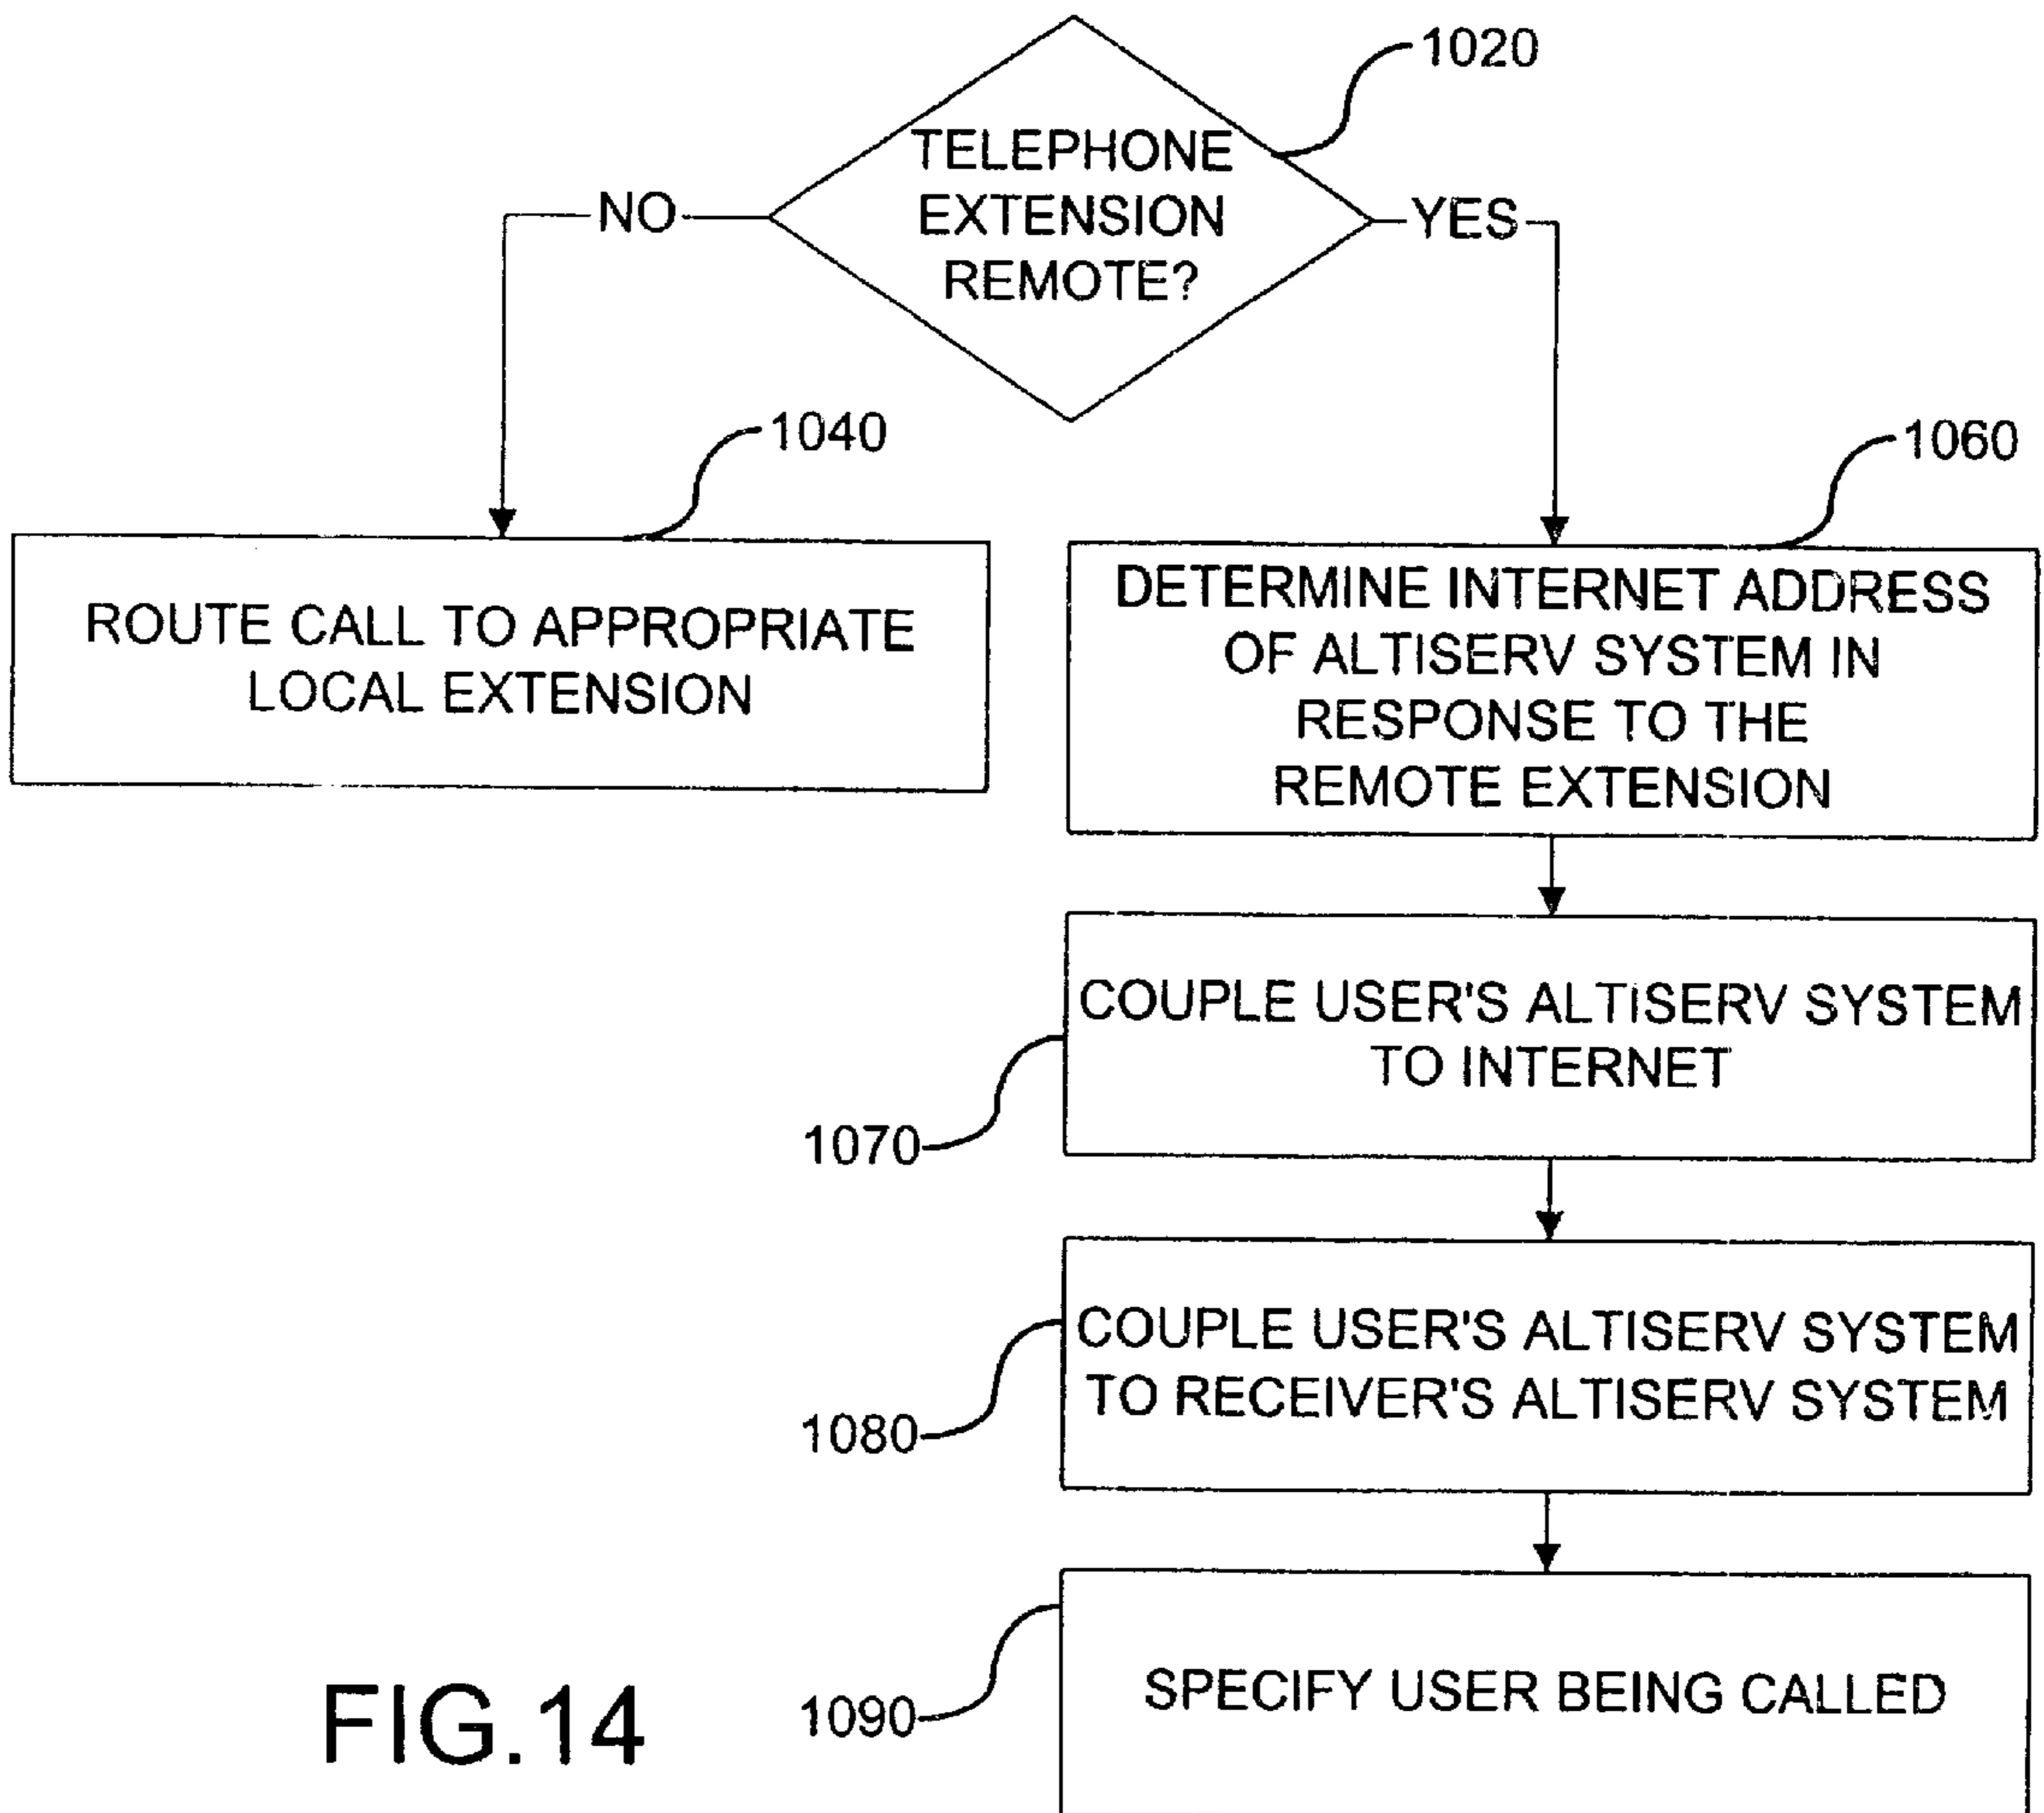 1020
TELEPHONE
EXTENSION
REMOTE?
NO
YES
1040
1060
ROUTE CALL TO APPROPRIATE
LOCAL EXTENSION
DETERMINE INTERNET ADDRESS
OF ALTISERV SYSTEM IN
RESPONSE TO THE
REMOTE EXTENSION
COUPLE USER'S ALTISERV SYSTEM
TO INTERNET
1070
COUPLE USER'S ALTISERV SYSTEM
TO RECEIVER'S ALTISERV SYSTEM
1080
SPECIFY USER BEING CALLED
1090
FIG.14